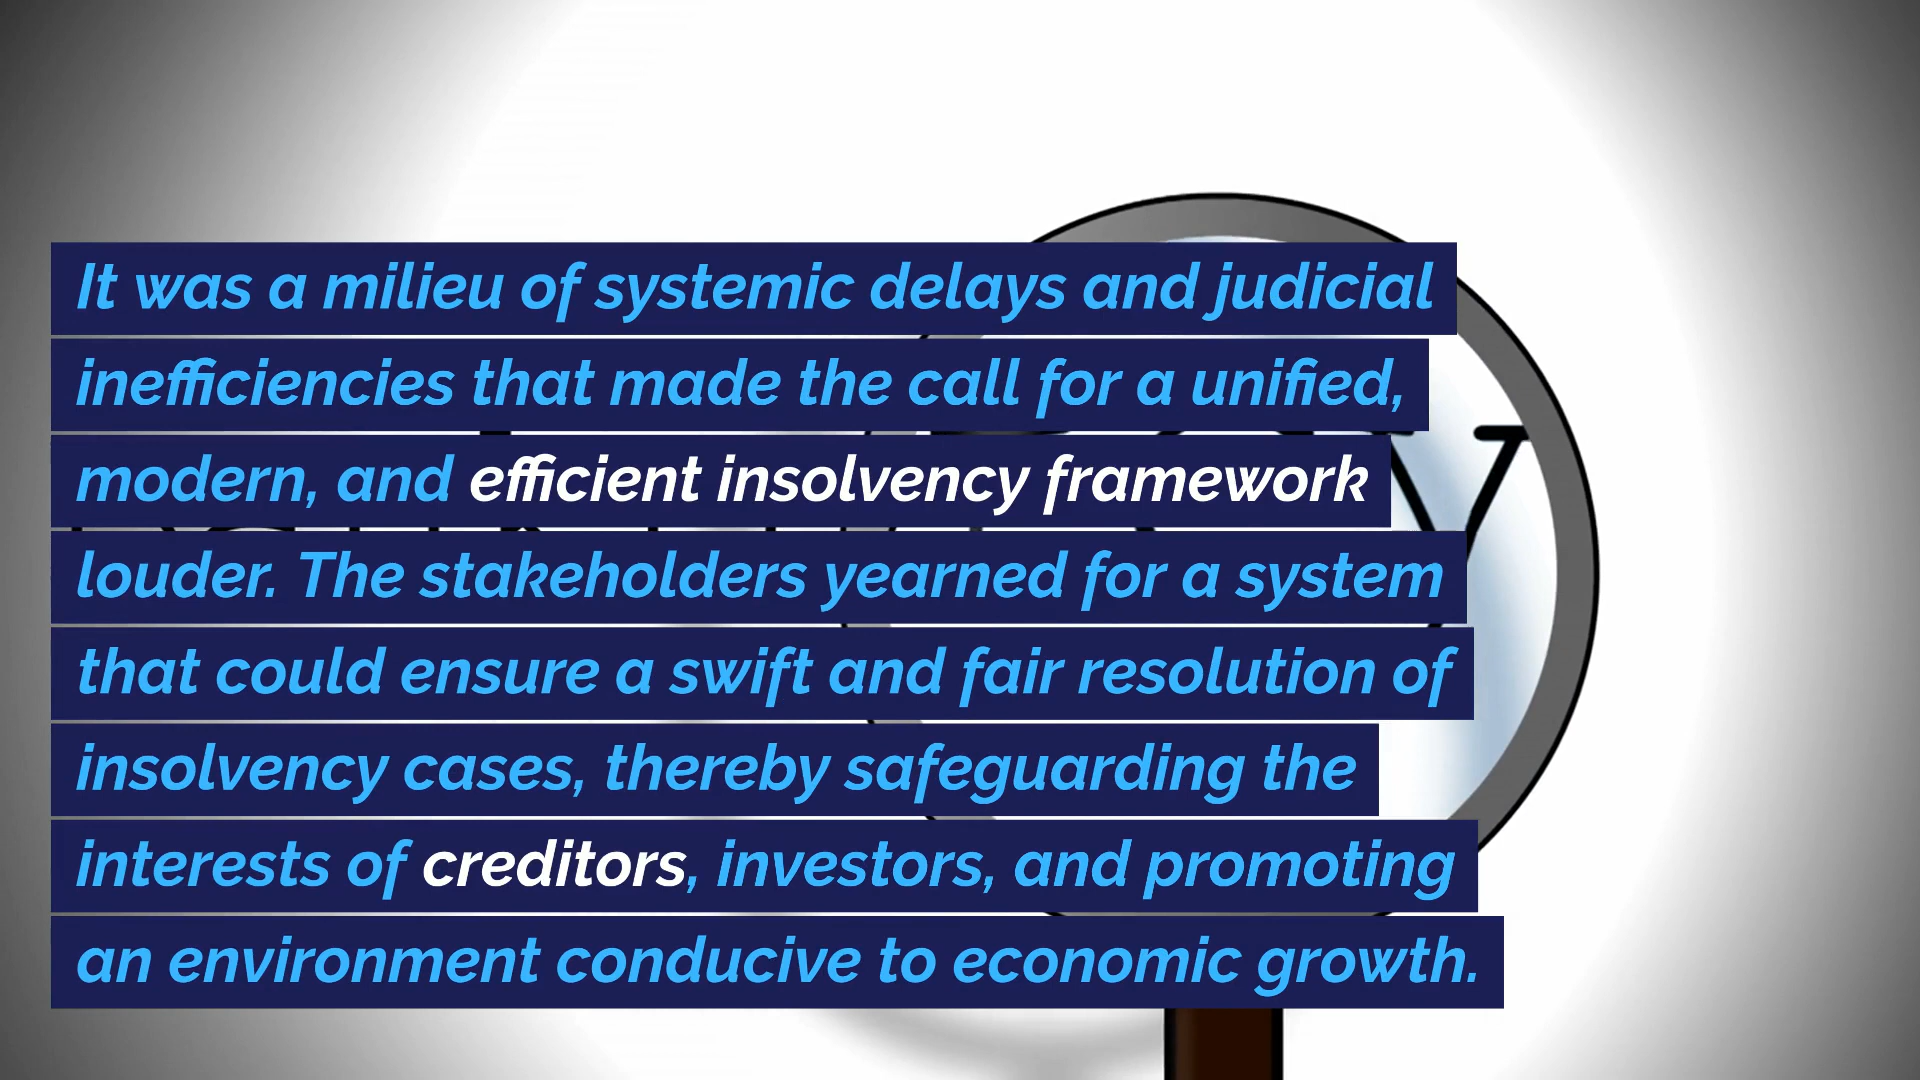 It was a milieu of systemic delays and judicial
inefficiencies that made the call for a unified,
modern, and efficient insolvency framework
louder. The stakeholders yearned for a system
that could ensure a swift and fair resolution of
insolvency cases, thereby safeguarding the
interests of creditors, investors, and promoting
an environment conducive to economic growth.